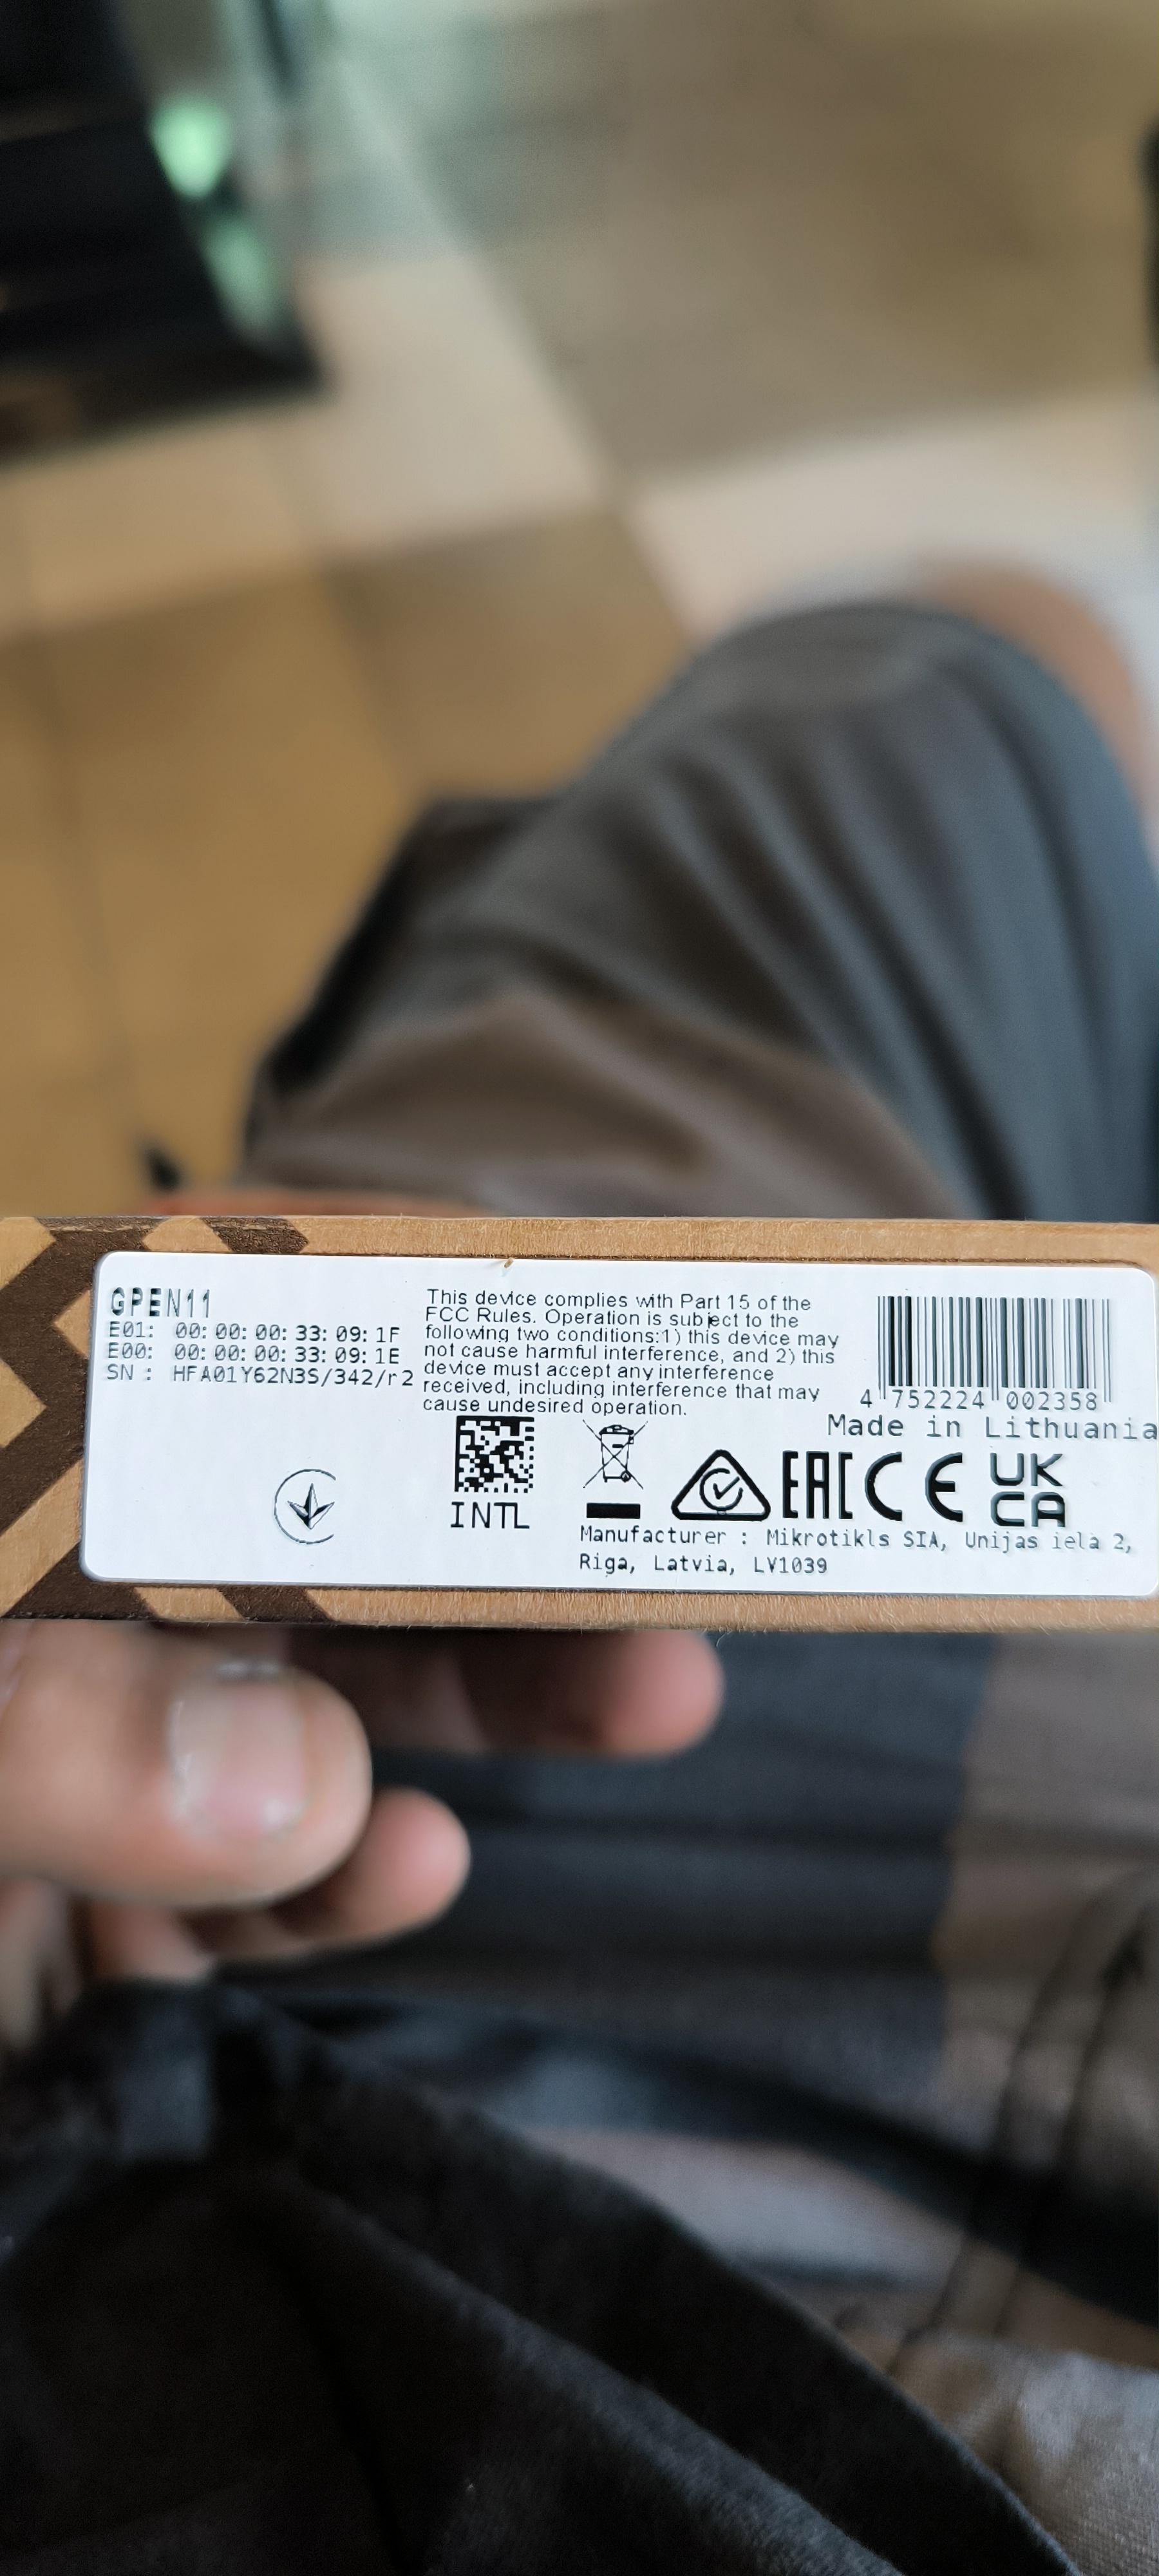 GPEN11
E01: 00:00:00:33:09:1F
E00: 00:00:00:33:09:1E
SN : HFA01Y62N3S/342/r2
This device complies with Part 15 of the
FCC Rules. Operation is subject to the
following two conditions:1) this device may
not cause harmful interference, and 2) this
device must accept any interference
received, including interference that may
cause undesired operation.
4 752224 002358
Made in Lithuania
INTL
EAC CE UK
CA
Manufacturer : Mikrotikls SIA, Unijas iela 2,
Riga, Latvia, LV1039